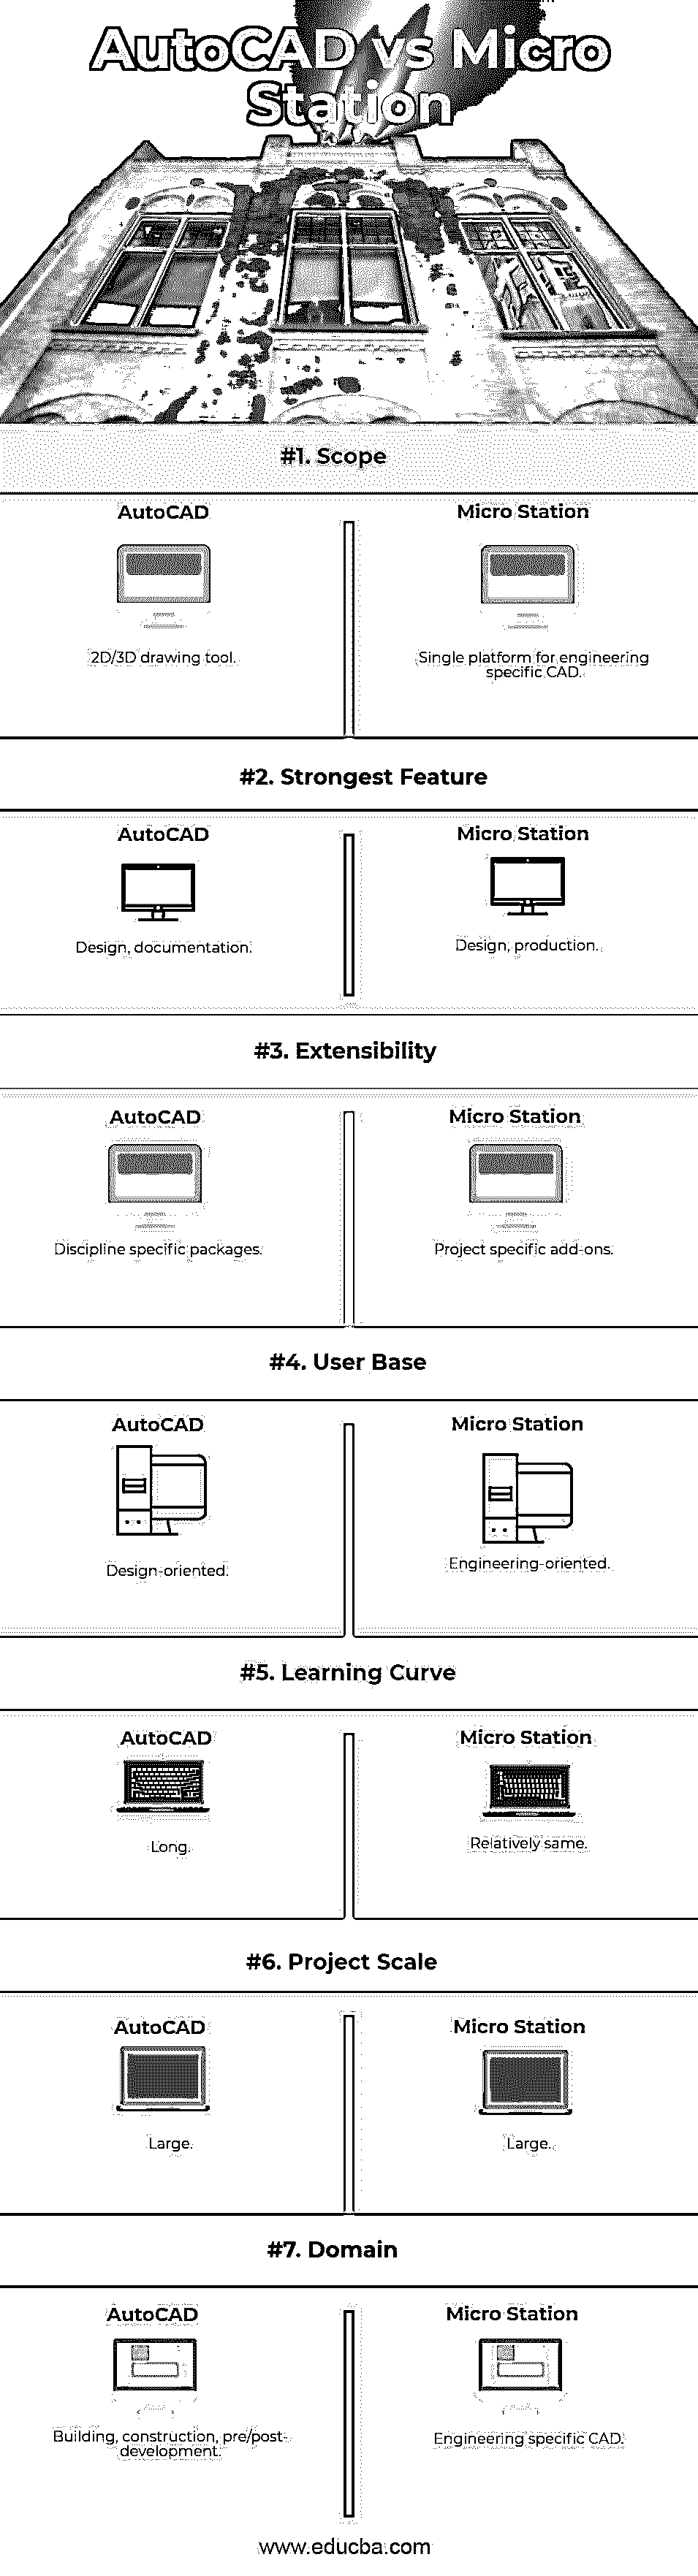 AutoCAD vs Micro
Station
#1. Scope
AutoCAD
Micro Station
2D/3D drawing tool.
Single platform for engineering
specific CAD.
#2. Strongest Feature
AutoCAD
Micro Station
Design, documentation.
Design, production.
#3. Extensibility
AutoCAD
Micro Station
Discipline specific packages.
Project specific add-ons.
#4. User Base
AutoCAD
Micro Station
Design-oriented.
Engineering-oriented.
#5. Learning Curve
AutoCAD
Micro Station
Long.
Relatively same.
#6. Project Scale
AutoCAD
Micro Station
Large.
Large.
#7. Domain
AutoCAD
Micro Station
Building, construction, pre/post-
development.
Engineering specific CAD.
www.educba.com